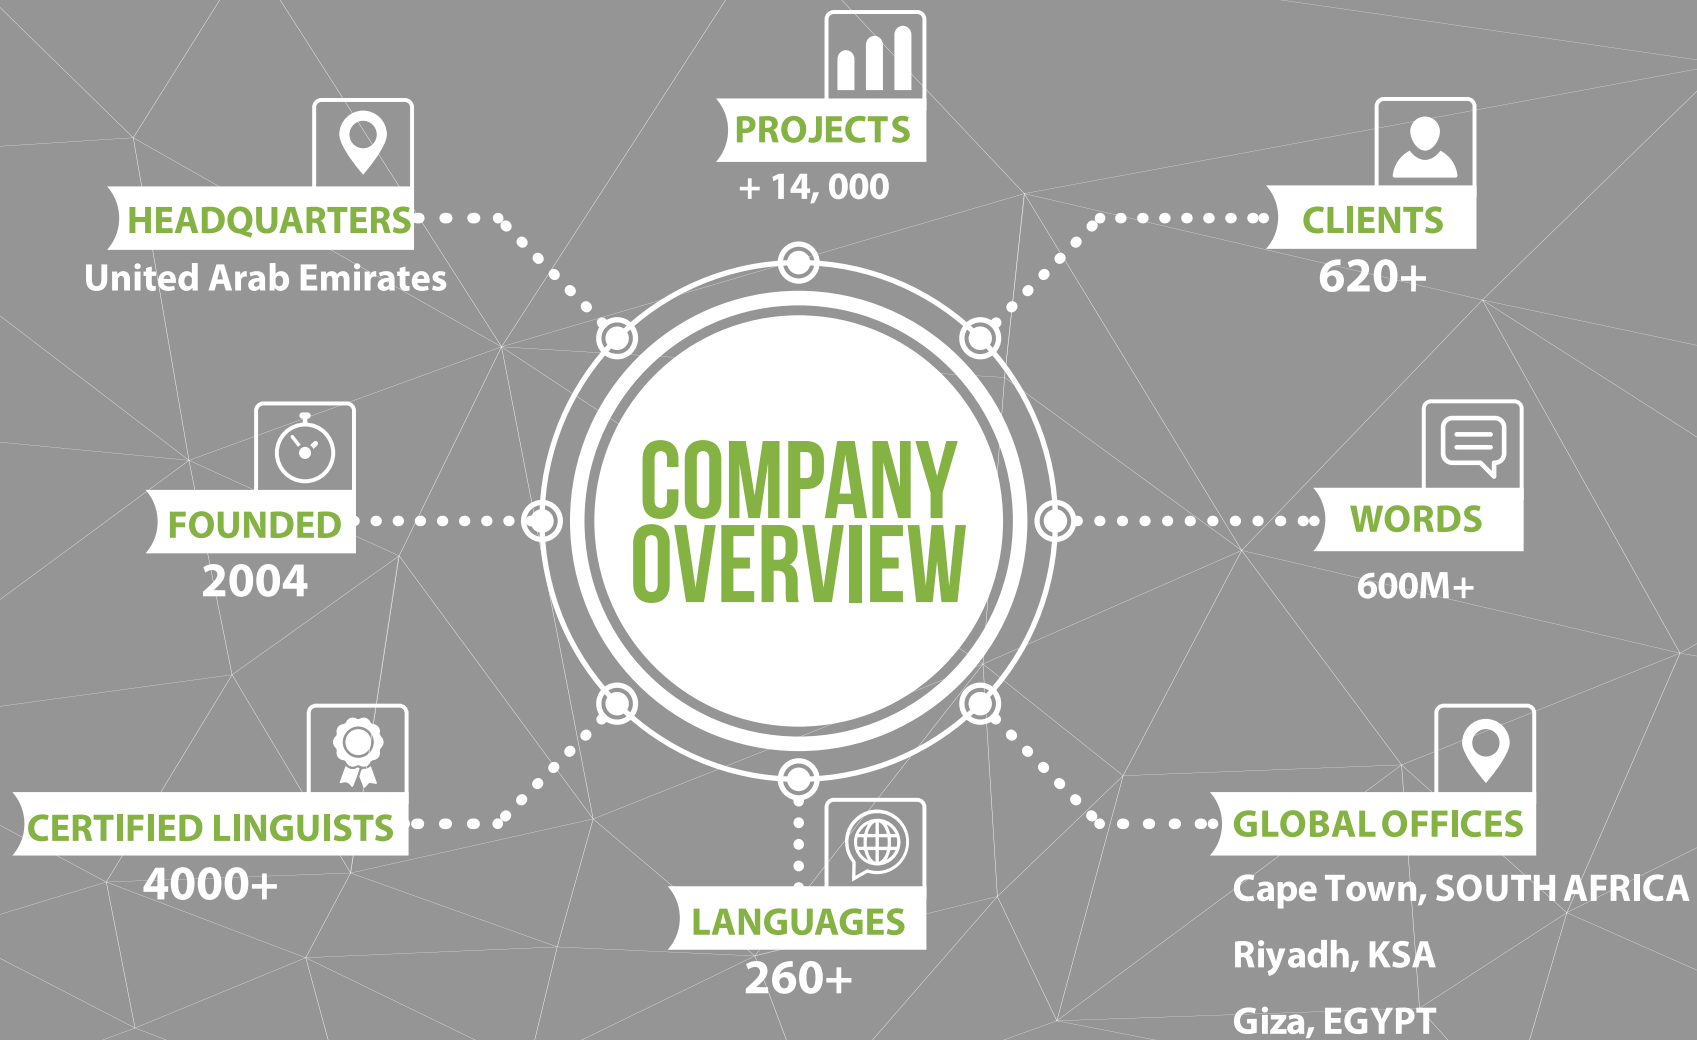 PROJECTS
+ 14, 000
HEADQUARTERS
United Arab Emirates
CLIENTS
620+
COMPANY
OVERVIEW
FOUNDED
2004
WORDS
600M+
CERTIFIED LINGUISTS
4000+
LANGUAGES
260+
GLOBAL OFFICES
Cape Town, SOUTH AFRICA
Riyadh, KSA
Giza, EGYPT